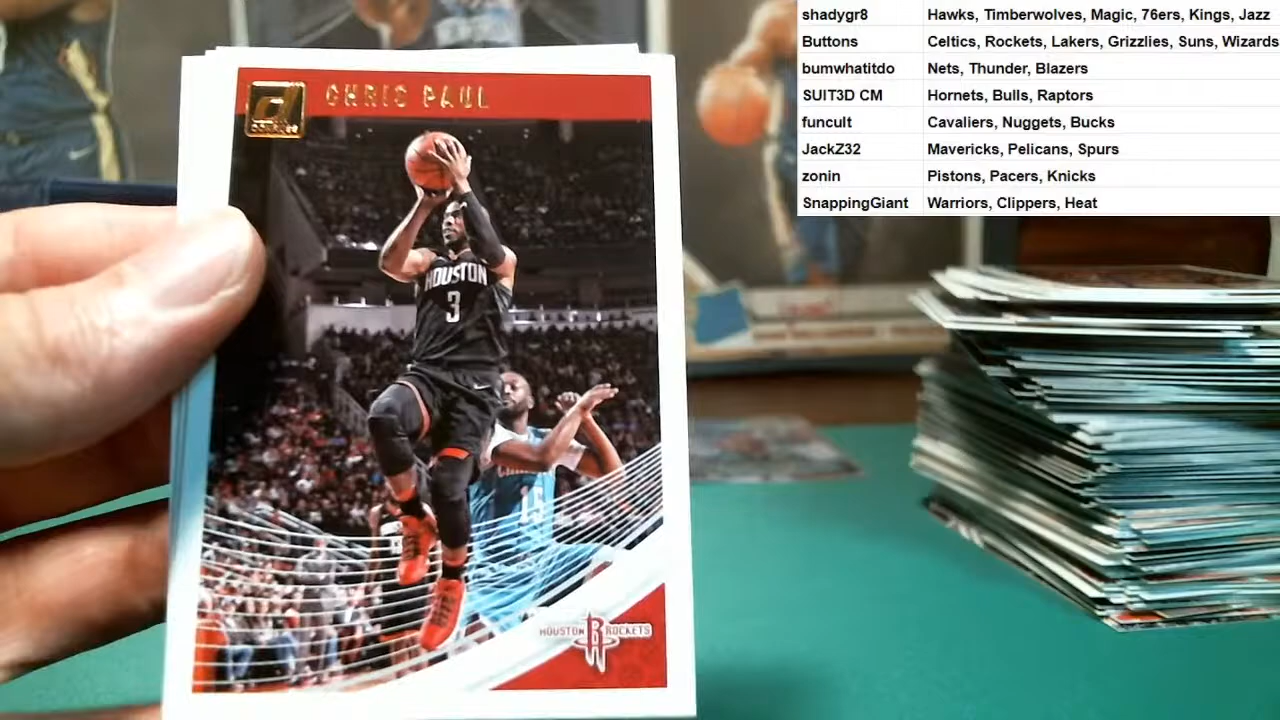 shadygr8 Hawks, Timberwolves, Magic, 76ers, Kings, Jazz
Buttons Celtics, Rockets, Lakers, Grizzlies, Suns, Wizards
bumwhatitdo Nets, Thunder, Blazers
SUIT3D CM Hornets, Bulls, Raptors
funcult Cavaliers, Nuggets, Bucks
JackZ32 Mavericks, Pelicans, Spurs
zonin Pistons, Pacers, Knicks
SnappingGiant Warriors, Clippers, Heat
CHRIS PAUL
DONRUSS
HOUSTON
3
15
HOUSTON ROCKETS